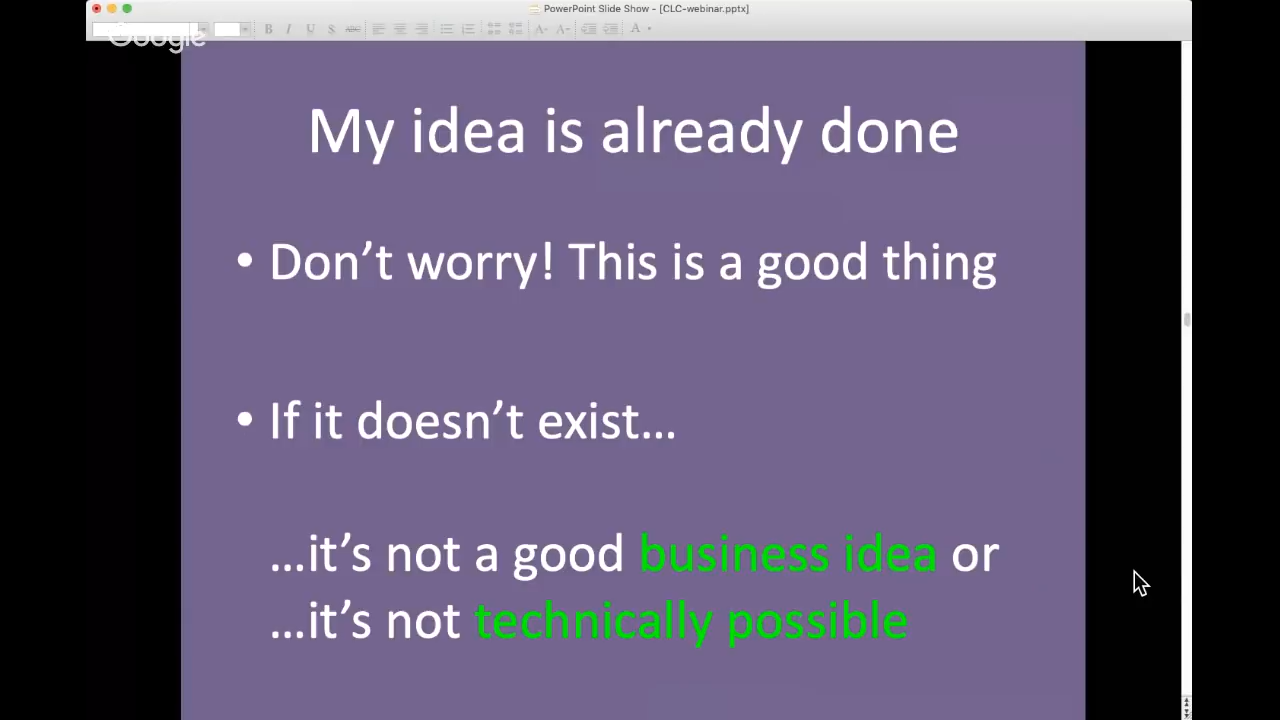 PowerPoint Slide Show - [CLC-webinar.pptx]
B I U S ABC
Google
My idea is already done
• Don’t worry! This is a good thing
• If it doesn’t exist…
…it’s not a good business idea or
…it’s not technically possible